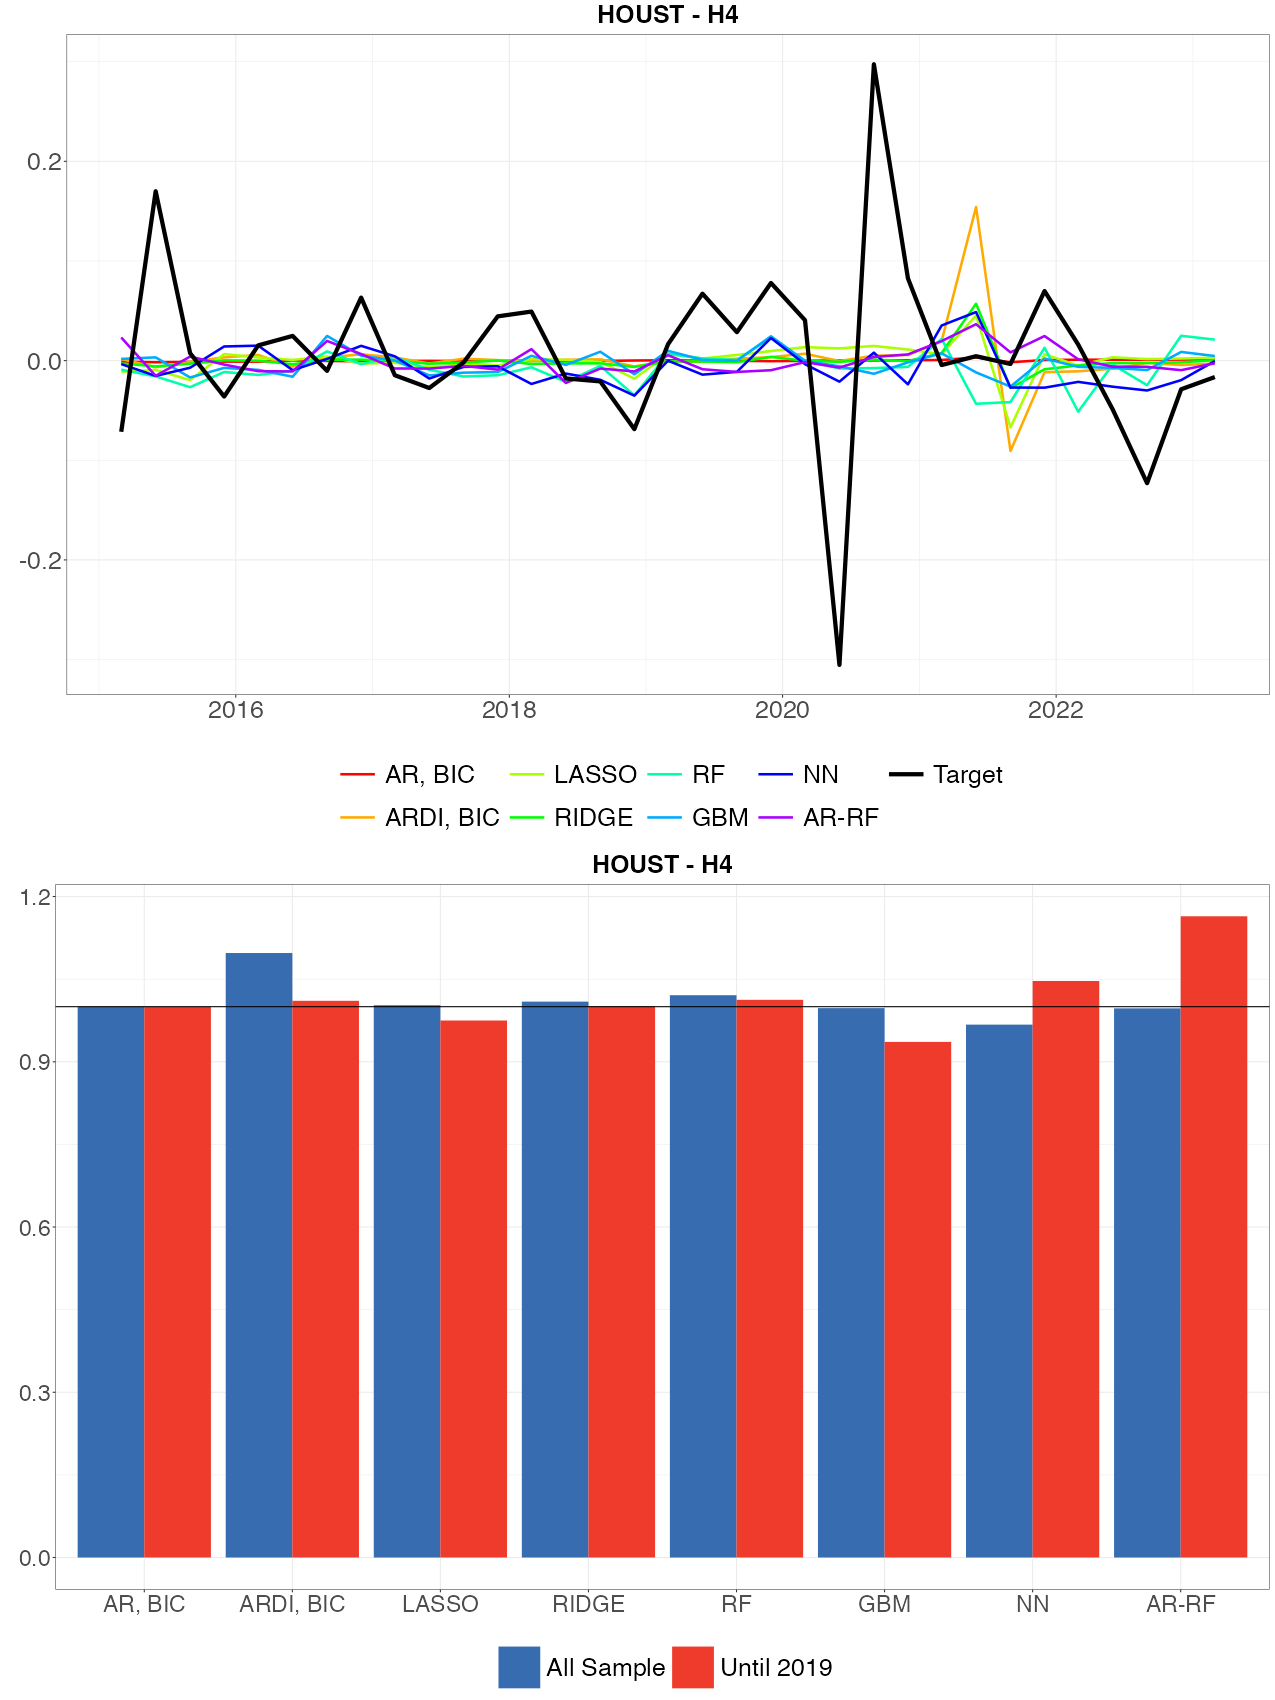 HOUST - H4
0.2
0.0
-0.2
2016 2018 2020 2022
AR, BIC LASSO RF NN Target
ARDI, BIC RIDGE GBM AR-RF
HOUST - H4
1.2
0.9
0.6
0.3
0.0
AR, BIC ARDI, BIC LASSO RIDGE RF GBM NN AR-RF
All Sample Until 2019